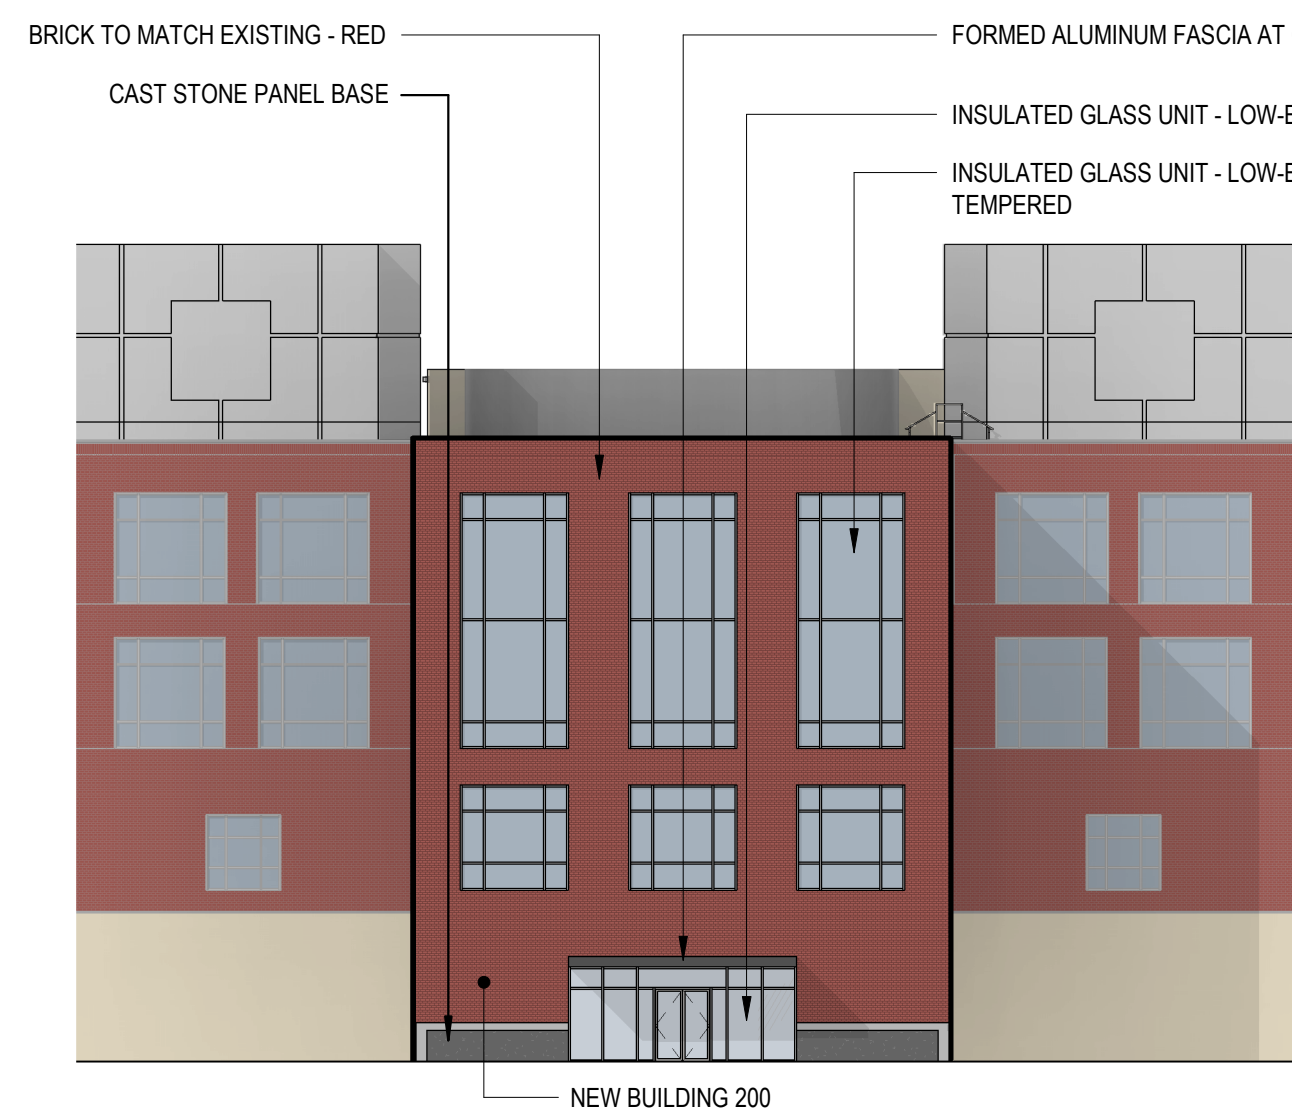 BRICK TO MATCH EXISTING - RED
CAST STONE PANEL BASE
FORMED ALUMINUM FASCIA AT
INSULATED GLASS UNIT - LOW-E
INSULATED GLASS UNIT - LOW-E
TEMPERED
NEW BUILDING 200